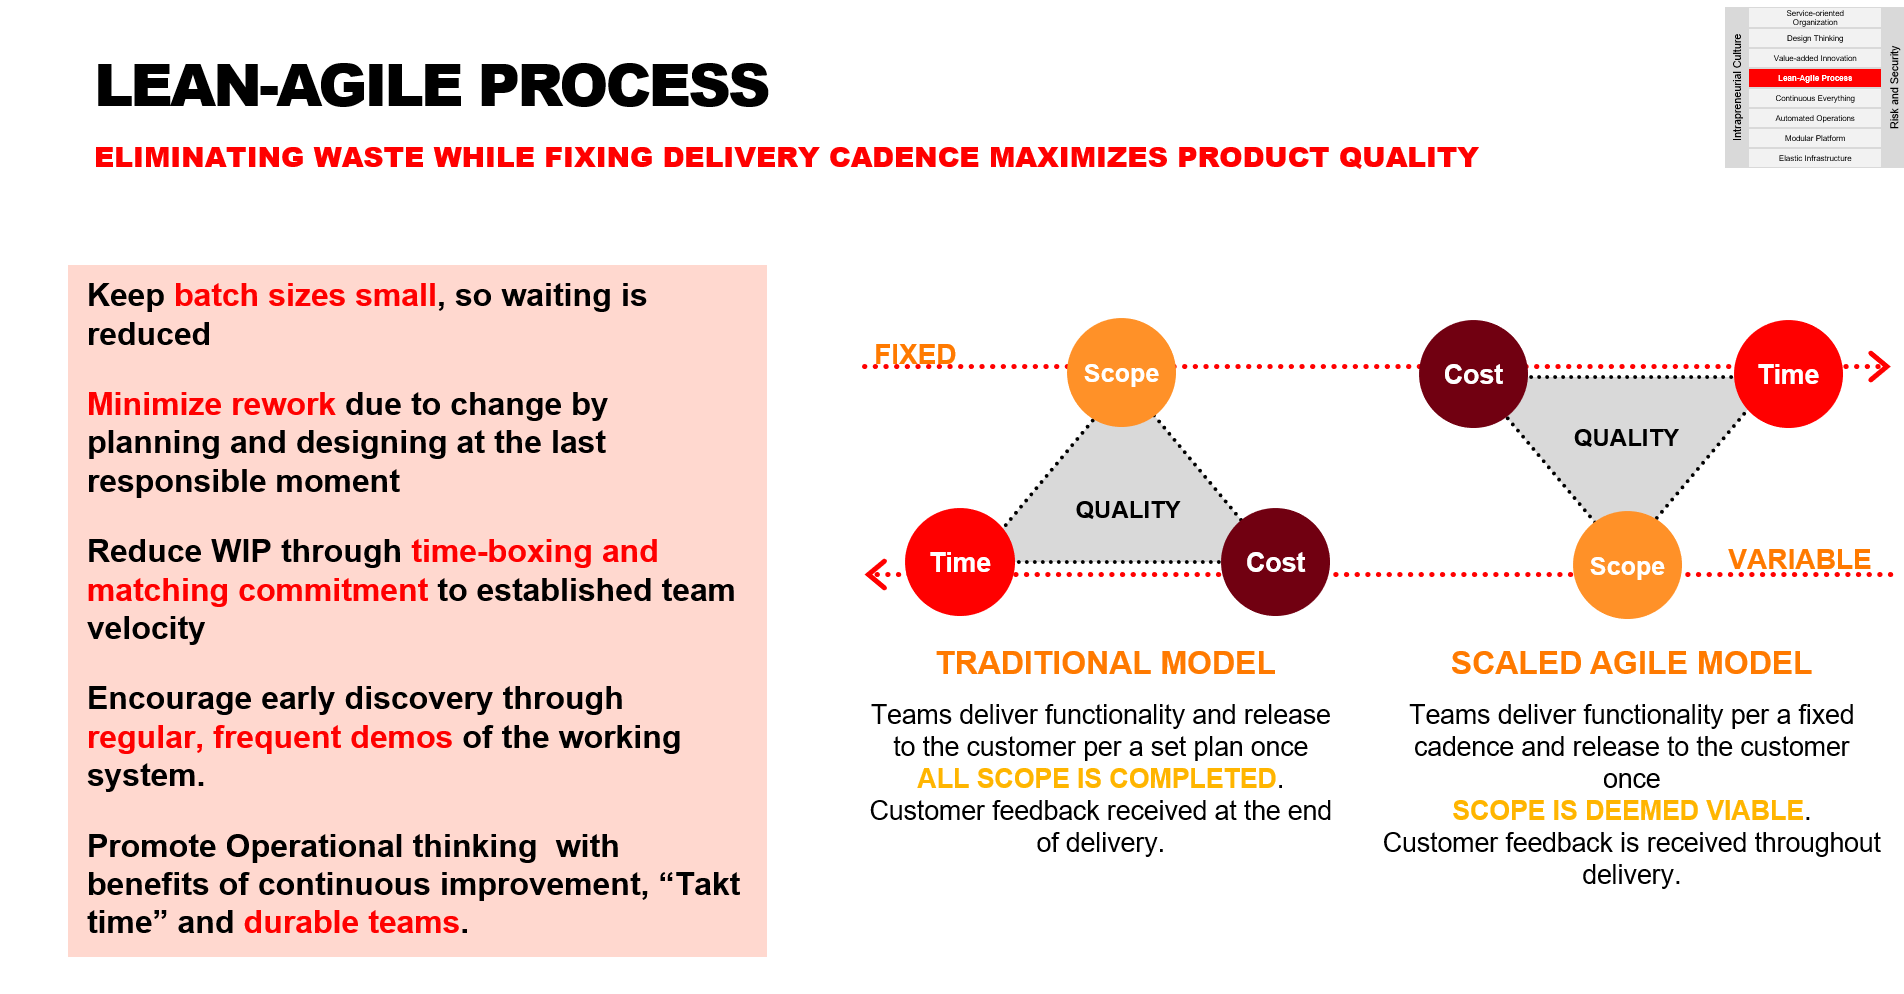 LEAN-AGILE PROCESS
ELIMINATING WASTE WHILE FIXING DELIVERY CADENCE MAXIMIZES PRODUCT QUALITY
Intrapreneurial Culture
Service-oriented
Organization
Design Thinking
Value-added Innovation
Lean-Agile Process
Continuous Everything
Automated Operations
Modular Platform
Elastic Infrastructure
Risk and Security
Keep batch sizes small, so waiting is
reduced
Minimize rework due to change by
planning and designing at the last
responsible moment
Reduce WIP through time-boxing and
matching commitment to established team
velocity
Encourage early discovery through
regular, frequent demos of the working
system.
Promote Operational thinking  with
benefits of continuous improvement, “Takt
time” and durable teams.
FIXED
Scope
QUALITY
Time
Cost
Cost
Time
QUALITY
Scope
VARIABLE
TRADITIONAL MODEL
Teams deliver functionality and release
to the customer per a set plan once
ALL SCOPE IS COMPLETED.
Customer feedback received at the end
of delivery.
SCALED AGILE MODEL
Teams deliver functionality per a fixed
cadence and release to the customer
once
SCOPE IS DEEMED VIABLE.
Customer feedback is received throughout
delivery.